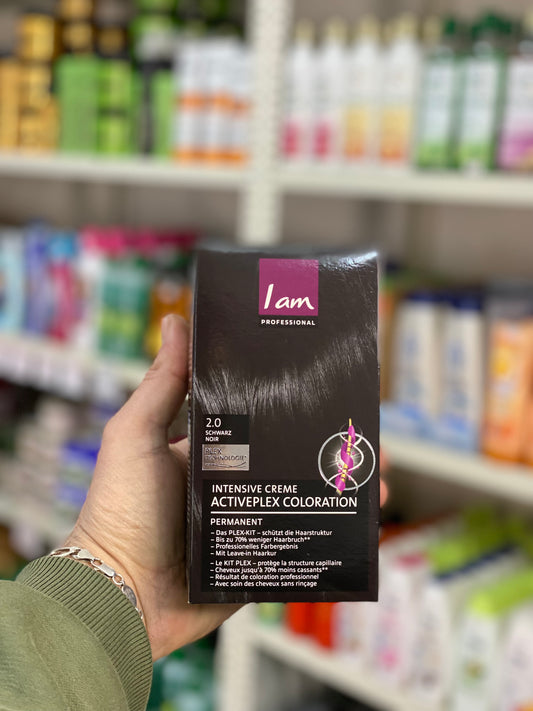 I am
PROFESSIONAL
2.0
SCHWARZ
NOIR
PLEX
TECHNOLOGIE
INTENSIVE CREME
ACTIVEPLEX COLORATION
PERMANENT
– Das PLEX-KIT – schützt die Haarstruktur
– Bis zu 70% weniger Haarbruch**
– Professionelles Farbergebnis
– Mit Leave-in Haarkur
– Le KIT PLEX – protège la structure capillaire
– Cheveux jusqu'à 70% moins cassants**
– Résultat de coloration professionnel
– Avec soin des cheveux sans rinçage